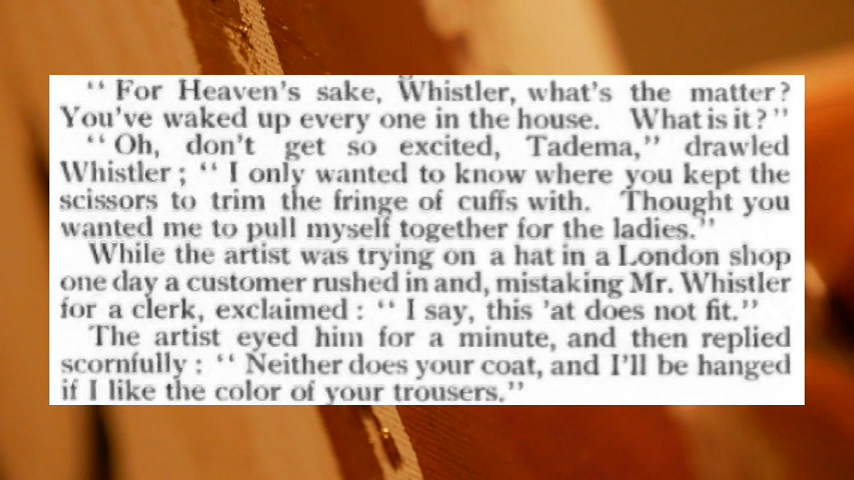 “ For Heaven’s sake, Whistler, what’s the matter?
You’ve waked up every one in the house. What is it?”
“ Oh, don’t get so excited, Tadema,” drawled
Whistler ; “ I only wanted to know where you kept the
scissors to trim the fringe of cuffs with. Thought you
wanted me to pull myself together for the ladies.”
While the artist was trying on a hat in a London shop
one day a customer rushed in and, mistaking Mr. Whistler
for a clerk, exclaimed : “ I say, this ’at does not fit.”
The artist eyed him for a minute, and then replied
scornfully : “ Neither does your coat, and I’ll be hanged
if I like the color of your trousers.”